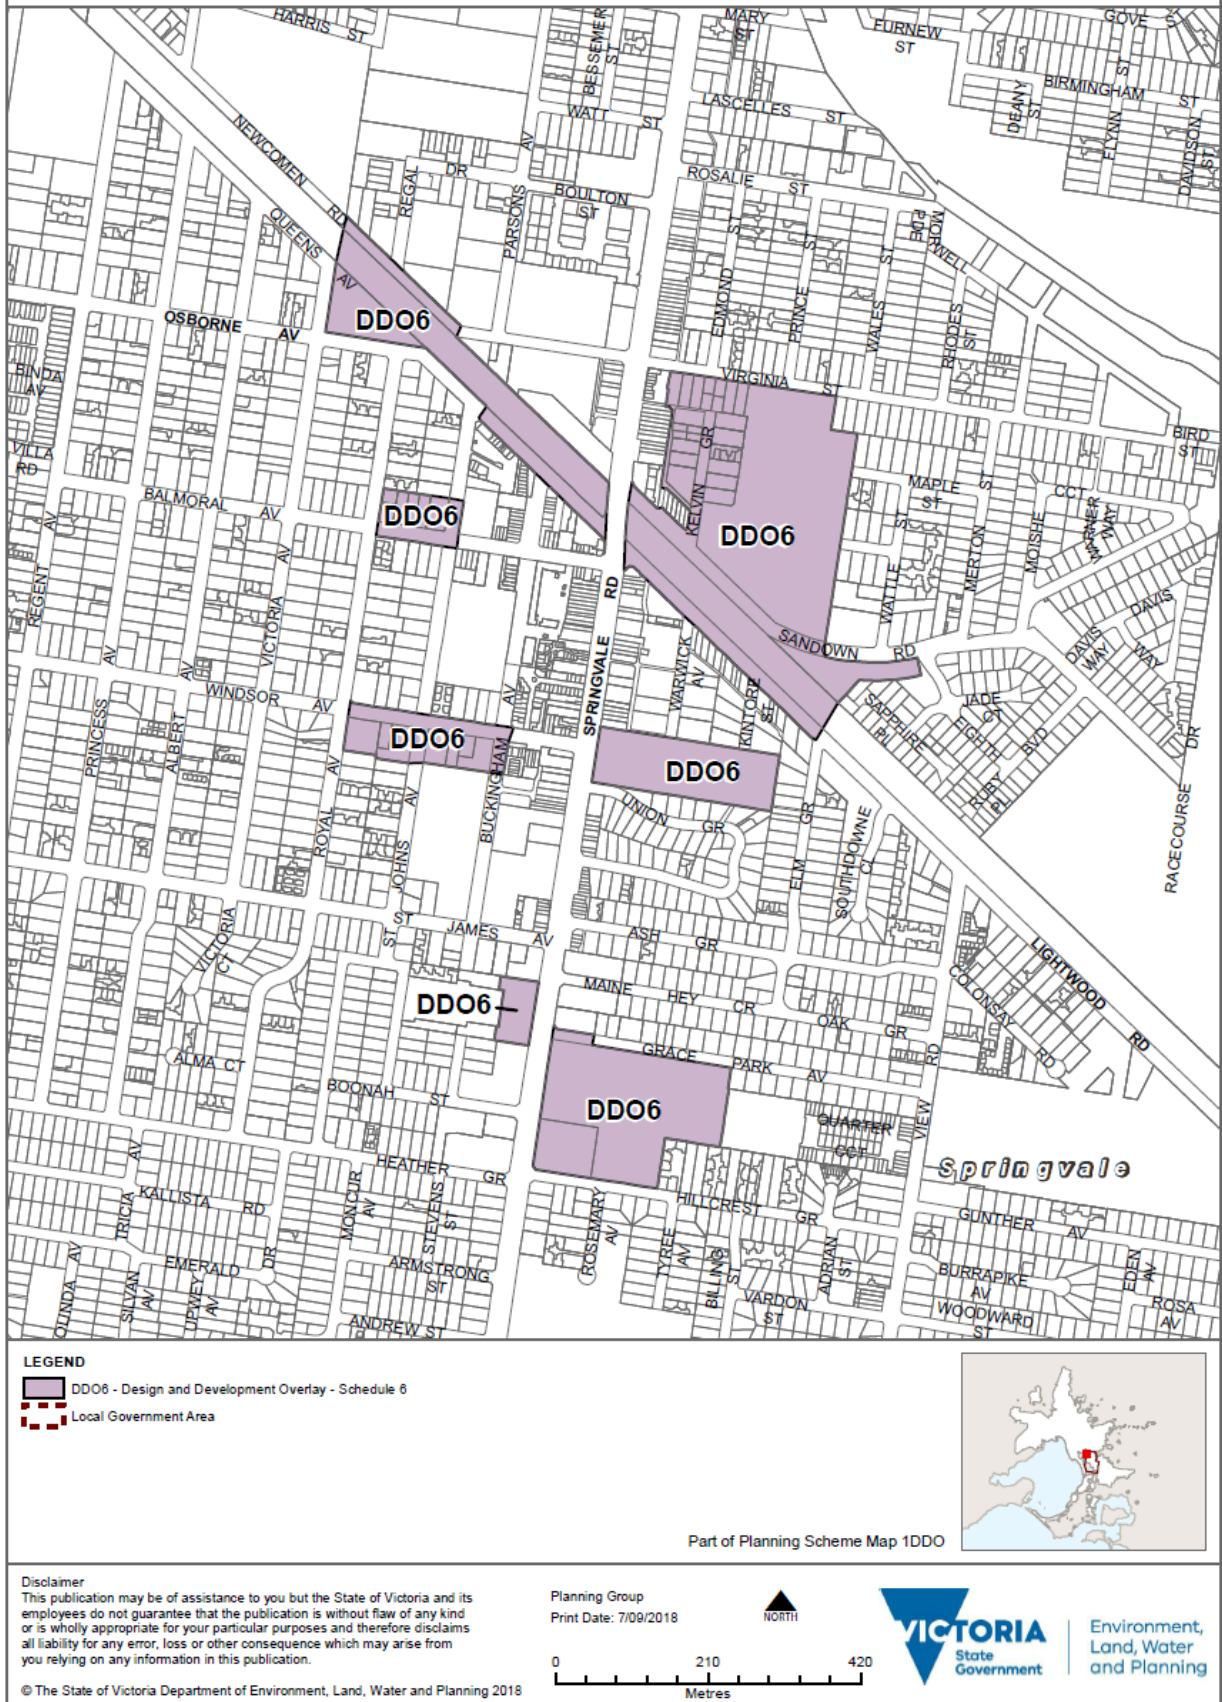 HARRIS ST
BESSEMER ST
MARY ST
FURNEW ST
GOVE S
BIRMINGHAM ST
DEANY ST
FLYNN ST
DAVIDSON ST
WATT ST
LASCELLES ST
NEWCOMEN RD
QUEENS AV
REGAL DR
PARSONS AV
BOULTON ST
ROSALIE ST
MORWELL PDE
EDMOND ST
PRINCE ST
WALES ST
RHODES ST
OSBORNE AV
DDO6
VIRGINIA ST
BINDA AV
BIRD ST
VILLA RD
KELVIN GR
BALMORAL AV
DDO6
DDO6
MAPLE ST
CCT
WARNER WAY
MOISHE
MERTON ST
WATTLE ST
REGENT AV
VICTORIA AV
SPRINGVALE RD
DAVIS WAY
DAVIS WAY
SANDOWN RD
WARWICK AV
KINTORE ST
WINDSOR AV
PRINCESS AV
ALBERT AV
DDO6
BUCKINGHAM AV
DDO6
SAPPHIRE PL
JADE CT
EIGHTH BVD
RUBY PL
RACECOURSE DR
UNION GR
ROYAL AV
JOHNS AV
ELM GR
SOUTHDOWNE CL
VICTORIA CT
ST JAMES AV
ST
ASH GR
LIGHTWOOD RD
COLONSAY RD
DDO6
MAINE HEY CR
OAK GR
ALMA CT
GRACE PARK AV
BOONAH ST
DDO6
QUARTER CCT
VIEW RD
Springvale
HEATHER GR
KALLISTA RD
TRICIA AV
MONCUR AV
STEVENS ST
HILLCREST GR
GUNTHER AV
ROSEMARY AV
TYREE AV
BILLING ST
ADRIAN ST
EMERALD DR
ARMSTRONG ST
BURRAPIKE AV
EDEN AV
OLINDA AV
SILVAN AV
UPWEY AV
ANDREW ST
VARDON ST
WOODWARD ST
ROSA AV
LEGEND
DDO6 - Design and Development Overlay - Schedule 6
Local Government Area
Part of Planning Scheme Map 1DDO
Disclaimer
This publication may be of assistance to you but the State of Victoria and its
employees do not guarantee that the publication is without flaw of any kind
or is wholly appropriate for your particular purposes and therefore disclaims
all liability for any error, loss or other consequence which may arise from
you relying on any information in this publication.
© The State of Victoria Department of Environment, Land, Water and Planning 2018
Planning Group
Print Date: 7/09/2018
NORTH
0 210 420
Metres
VICTORIA
State
Government
Environment,
Land, Water
and Planning